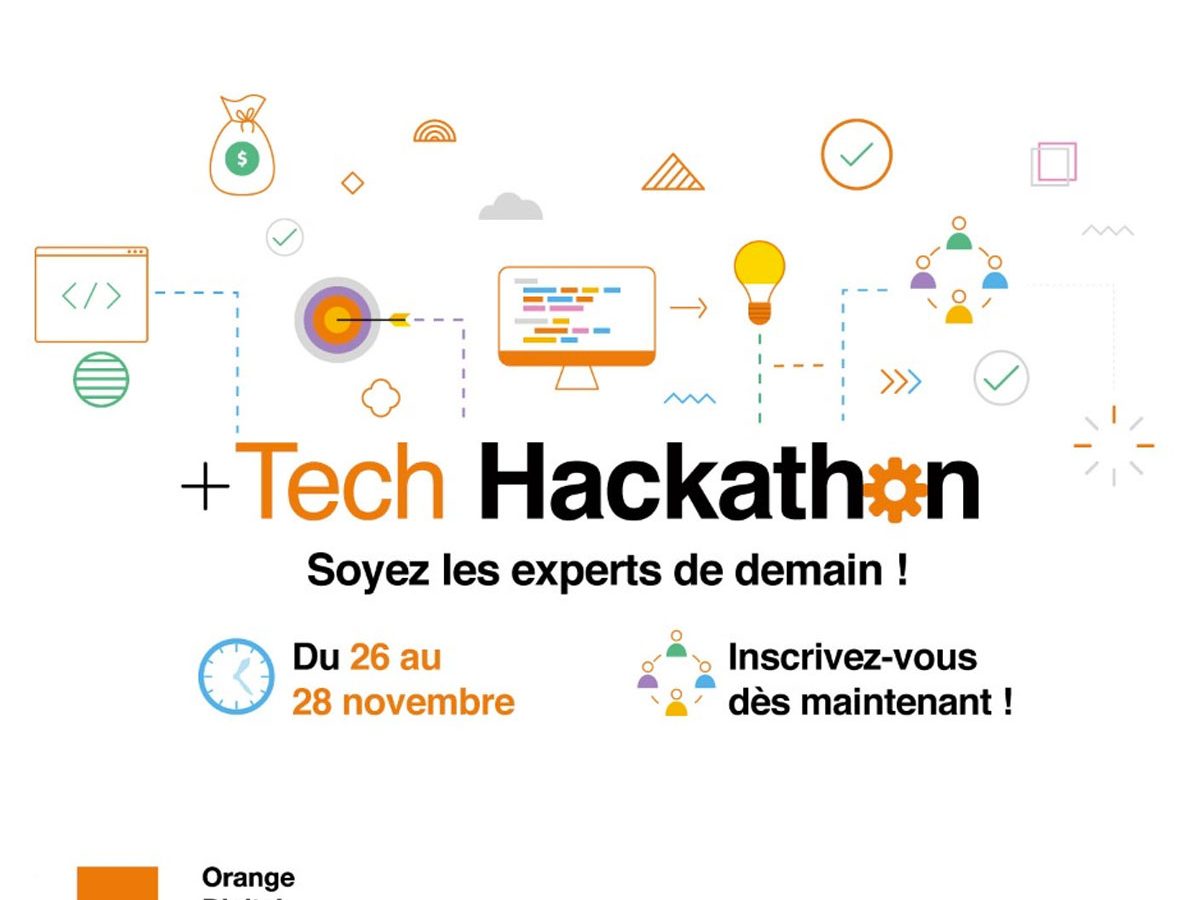 $
</>
+Tech Hackathon
Soyez les experts de demain !
Du 26 au
28 novembre
Inscrivez-vous
dès maintenant !
Orange